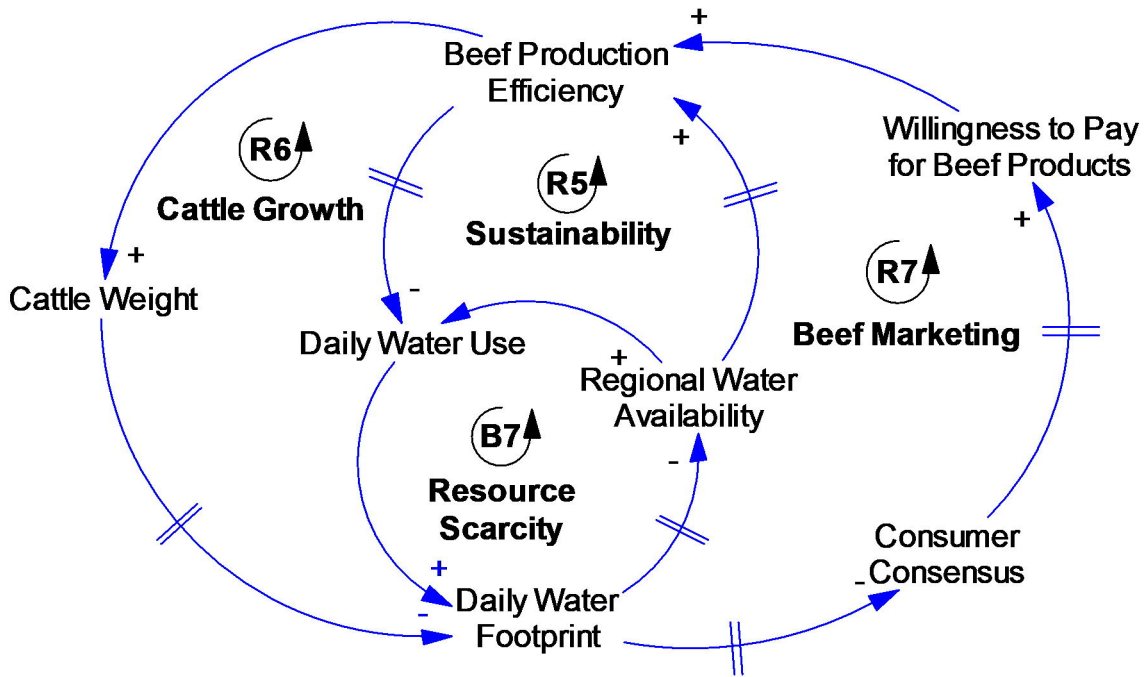 +
Beef Production
Efficiency
+
Willingness to Pay
for Beef Products
R6
Cattle Growth
R5
Sustainability
+
+
Cattle Weight
-
R7
Beef Marketing
Daily Water Use
+
Regional Water
Availability
B7
Resource
Scarcity
-
Consumer
Consensus
-
+
-
Daily Water
Footprint